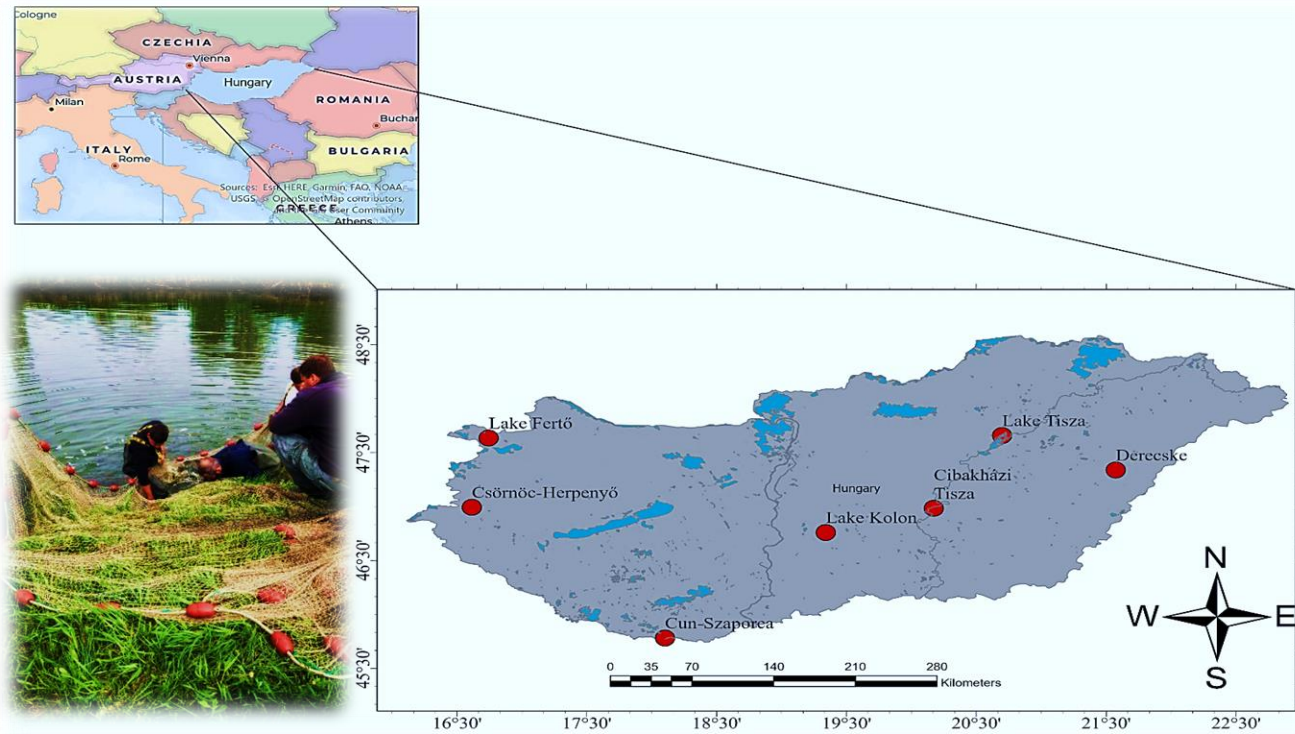 Cologne
CZECHIA
Vienna
AUSTRIA
Hungary
ROMANIA
Milan
Buchar
ITALY
BULGARIA
Rome
Sources: Esri, HERE, Garmin, FAO, NOAA,
USGS, © OpenStreetMap contributors,
User Community
GREECE
Athens
48°30'
47°30'
46°30'
45°30'
Lake Fertő
Lake Tisza
Derecske
Csörnöc-Herpenyő
Cibakházi
Tisza
Hungary
Lake Kolon
Cun-Szaporca
N
W E
S
0 35 70 140 210 280
Kilometers
16°30' 17°30' 18°30' 19°30' 20°30' 21°30' 22°30'